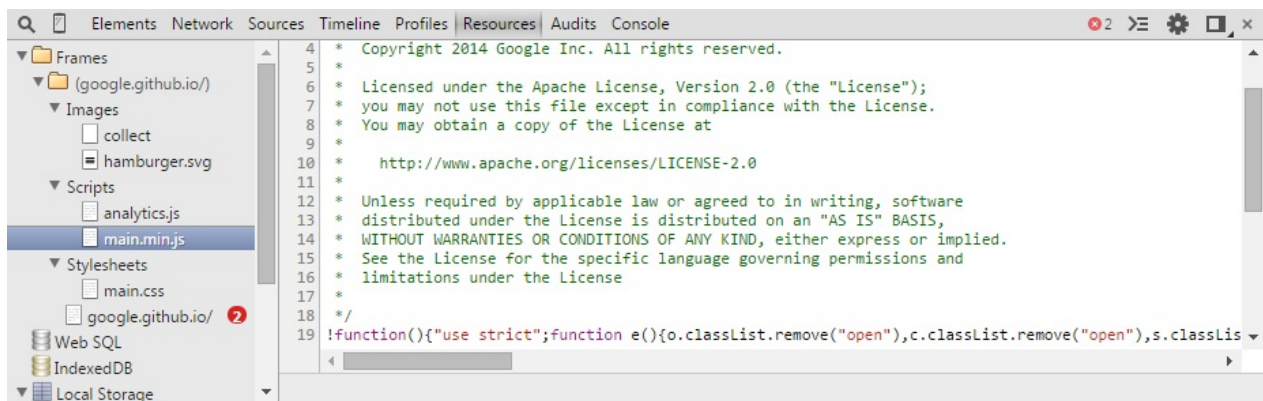 Elements Network Sources Timeline Profiles Resources Audits Console 2
Frames
(google.github.io/)
Images
collect
hamburger.svg
Scripts
analytics.js
main.min.js
Stylesheets
main.css
google.github.io/ 2
Web SQL
IndexedDB
Local Storage
4 * Copyright 2014 Google Inc. All rights reserved.
5 *
6 * Licensed under the Apache License, Version 2.0 (the "License");
7 * you may not use this file except in compliance with the License.
8 * You may obtain a copy of the License at
9 *
10 * http://www.apache.org/licenses/LICENSE-2.0
11 *
12 * Unless required by applicable law or agreed to in writing, software
13 * distributed under the License is distributed on an "AS IS" BASIS,
14 * WITHOUT WARRANTIES OR CONDITIONS OF ANY KIND, either express or implied.
15 * See the License for the specific language governing permissions and
16 * limitations under the License
17 *
18 */
19 !function(){"use strict";function e(){o.classList.remove("open"),c.classList.remove("open"),s.classLis